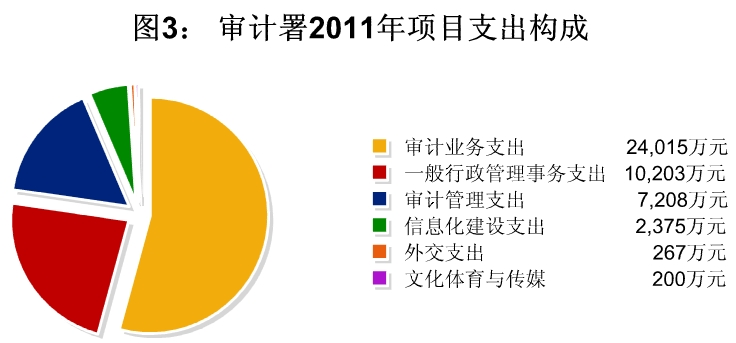 图3： 审计署2011年项目支出构成
审计业务支出 24,015万元
一般行政管理事务支出 10,203万元
审计管理支出 7,208万元
信息化建设支出 2,375万元
外交支出 267万元
文化体育与传媒 200万元